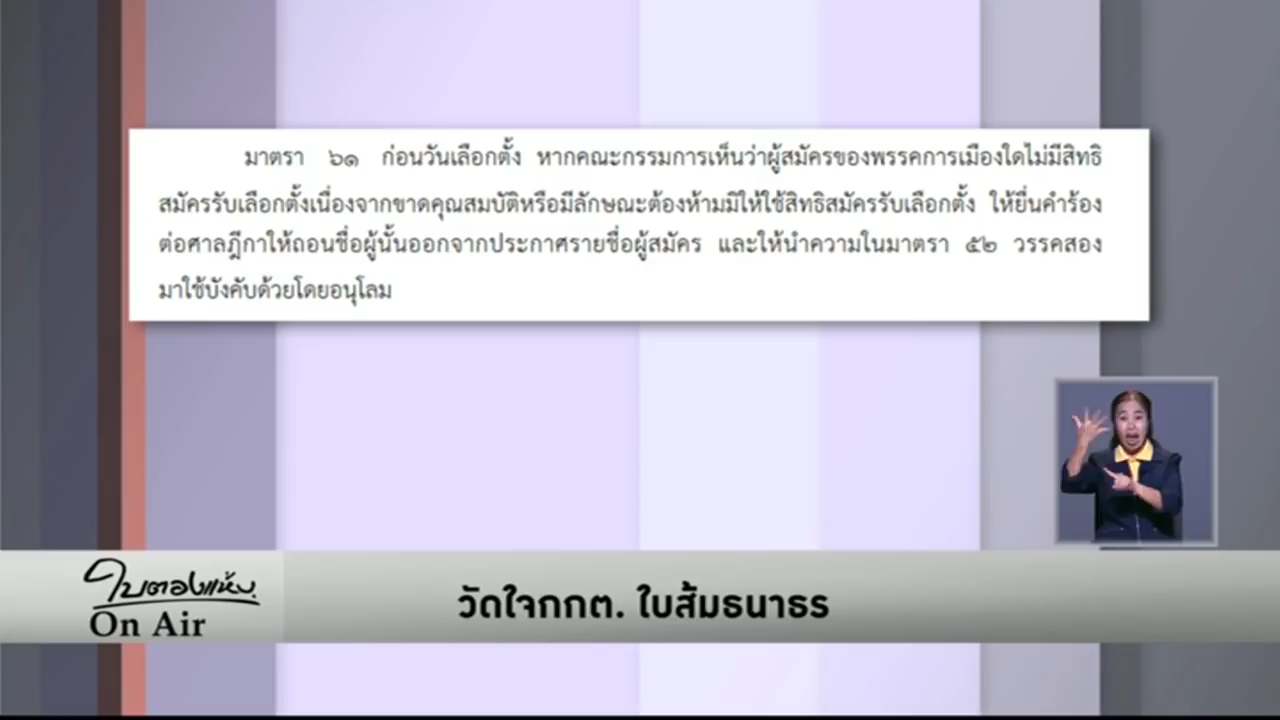 มาตรา ๖๑ ก่อนวันเลือกตั้ง หากคณะกรรมการเห็นว่าผู้สมัครของพรรคการเมืองใดไม่มีสิทธิ
สมัครรับเลือกตั้งเนื่องจากขาดคุณสมบัติหรือมีลักษณะต้องห้ามมิให้ใช้สิทธิสมัครรับเลือกตั้ง ให้ยื่นคำร้อง
ต่อศาลฎีกาให้ถอนชื่อผู้นั้นออกจากประกาศรายชื่อผู้สมัคร และให้นำความในมาตรา ๕๒ วรรคสอง
มาใช้บังคับด้วยโดยอนุโลม
ใบตองแห้ง
On Air
วัดใจกกต. ใบส้มธนาธร